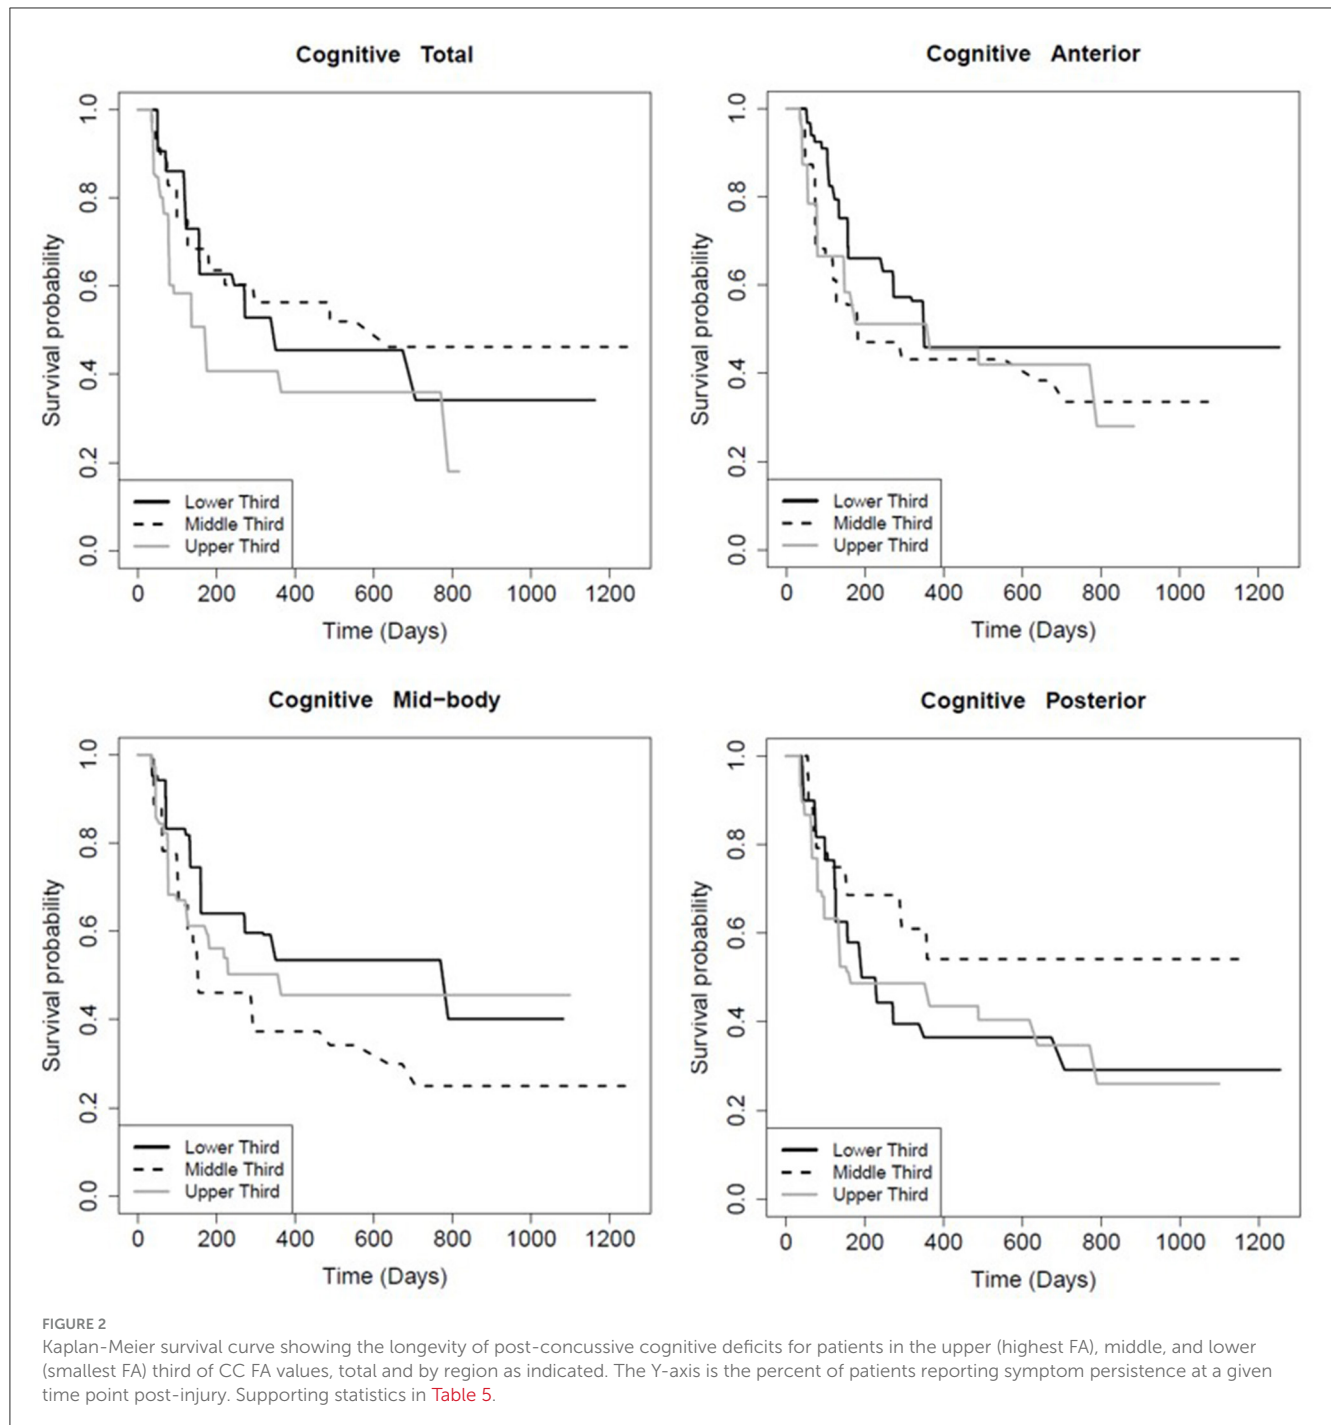 Cognitive Total
Survival probability
1.0
0.8
0.6
0.4
0.2
0.0
Lower Third
Middle Third
Upper Third
0 200 400 600 800 1000 1200
Time (Days)
Cognitive Anterior
Survival probability
1.0
0.8
0.6
0.4
0.2
0.0
Lower Third
Middle Third
Upper Third
0 200 400 600 800 1000 1200
Time (Days)
Cognitive Mid−body
Survival probability
1.0
0.8
0.6
0.4
0.2
0.0
Lower Third
Middle Third
Upper Third
0 200 400 600 800 1000 1200
Time (Days)
Cognitive Posterior
Survival probability
1.0
0.8
0.6
0.4
0.2
0.0
Lower Third
Middle Third
Upper Third
0 200 400 600 800 1000 1200
Time (Days)
FIGURE 2
Kaplan-Meier survival curve showing the longevity of post-concussive cognitive deficits for patients in the upper (highest FA), middle, and lower
(smallest FA) third of CC FA values, total and by region as indicated. The Y-axis is the percent of patients reporting symptom persistence at a given
time point post-injury. Supporting statistics in Table 5.